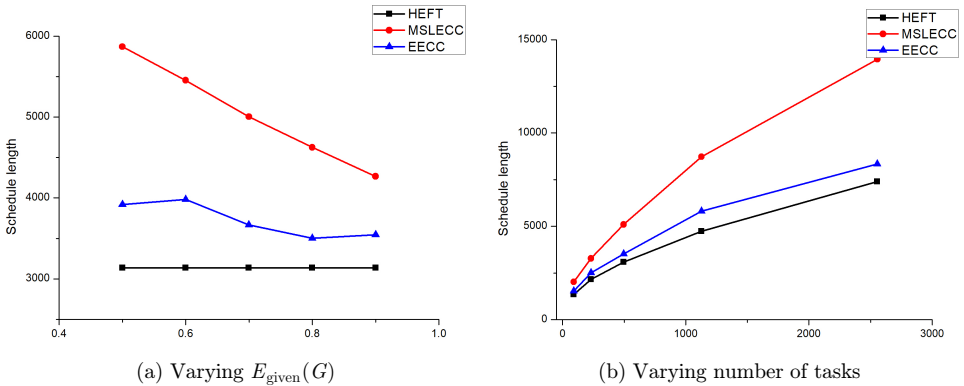 HEFT
MSLECC
EECC
6000
5000
4000
3000
Schedule length
0.4
0.6
0.8
1.0
(a) Varying E_given(G)
HEFT
MSLECC
EECC
15000
10000
5000
0
Schedule length
0
1000
2000
3000
(b) Varying number of tasks